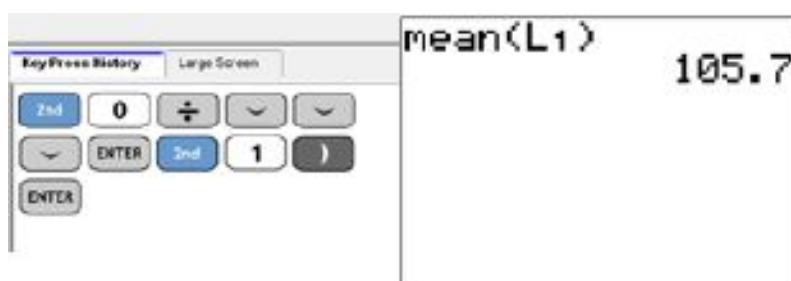 Key Press History Large Screen
2nd 0 ÷
ENTER 2nd 1 )
ENTER
mean(L1)
105.7